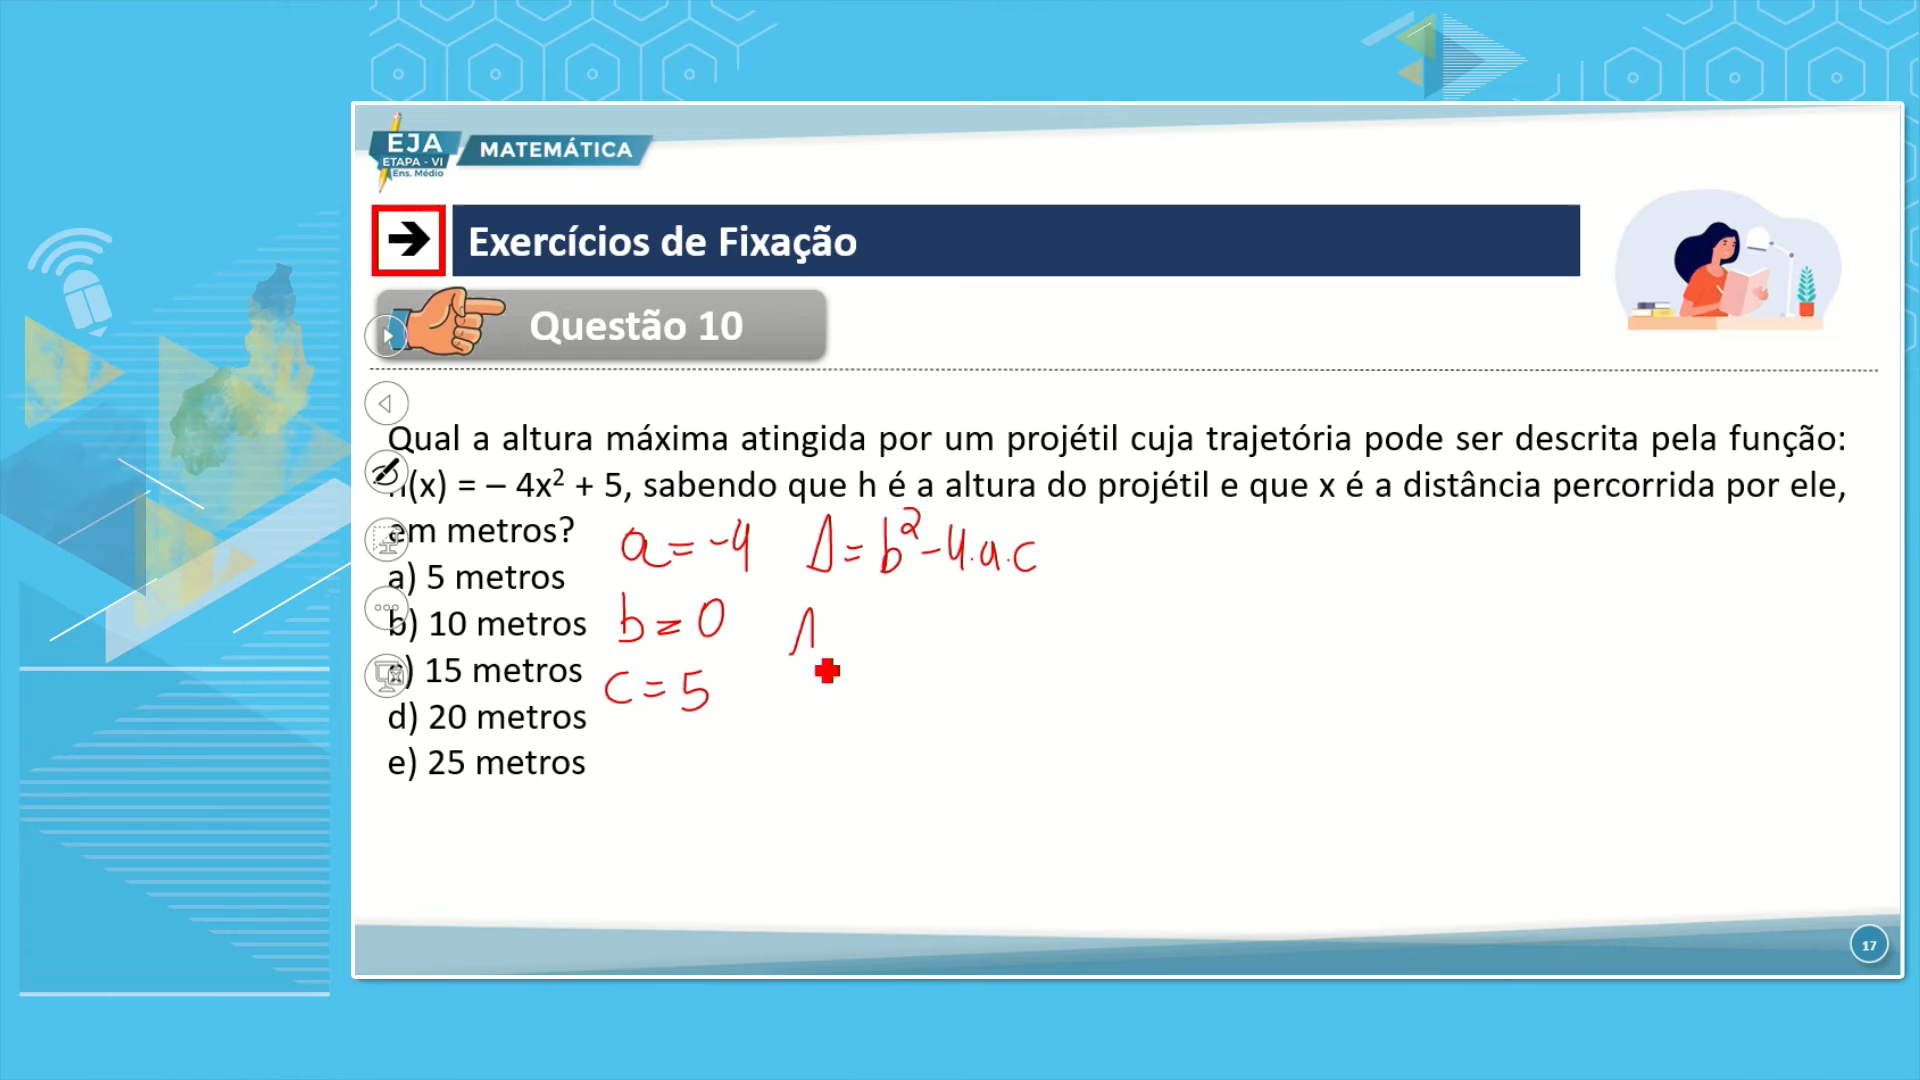 EJA
ETAPA - VI
Ens. Médio
MATEMÁTICA
Exercícios de Fixação
Questão 10
Qual a altura máxima atingida por um projétil cuja trajetória pode ser descrita pela função:
h(x) = – 4x² + 5, sabendo que h é a altura do projétil e que x é a distância percorrida por ele,
em metros?
a) 5 metros
b) 10 metros
c) 15 metros
d) 20 metros
e) 25 metros
a = -4
b = 0
c = 5
Δ = b² - 4.a.c
17